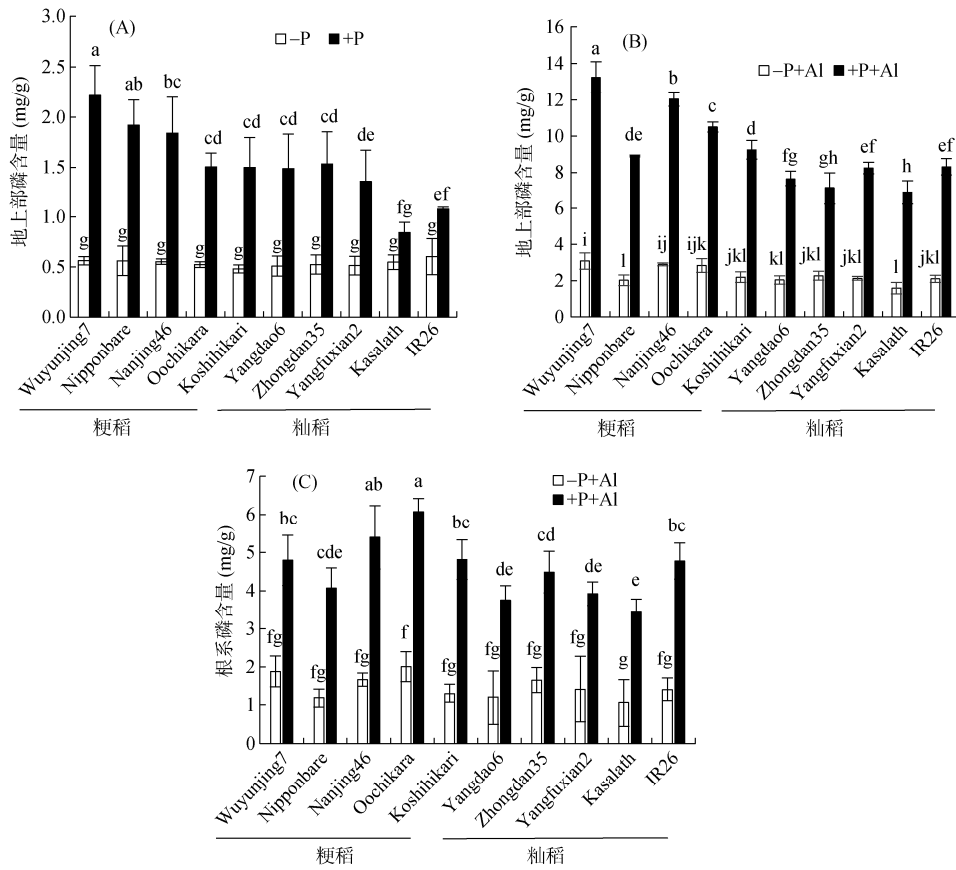 (A)
–P +P
地上部磷含量 (mg/g)
3.0
2.5
2.0
1.5
1.0
0.5
0.0
a ab bc cd cd cd cd de fg ef
g g g g g g g g g g
Wuyunjing7 Nipponbare Nanjing46 Oochikara Koshihikari Yangdao6 Zhongdan35 Yangfuxian2 Kasalath IR26
粳稻 籼稻
(B)
–P+Al +P+Al
地上部磷含量 (mg/g)
16
14
12
10
8
6
4
2
0
a de b c d fg gh ef h ef
i l ij ijk jkl kl jkl jkl l jkl
Wuyunjing7 Nipponbare Nanjing46 Oochikara Koshihikari Yangdao6 Zhongdan35 Yangfuxian2 Kasalath IR26
粳稻 籼稻
(C)
–P+Al
+P+Al
根系磷含量 (mg/g)
7
6
5
4
3
2
1
0
bc cde ab a bc de cd de e bc
fg fg fg f fg fg fg fg g fg
Wuyunjing7 Nipponbare Nanjing46 Oochikara Koshihikari Yangdao6 Zhongdan35 Yangfuxian2 Kasalath IR26
粳稻 籼稻